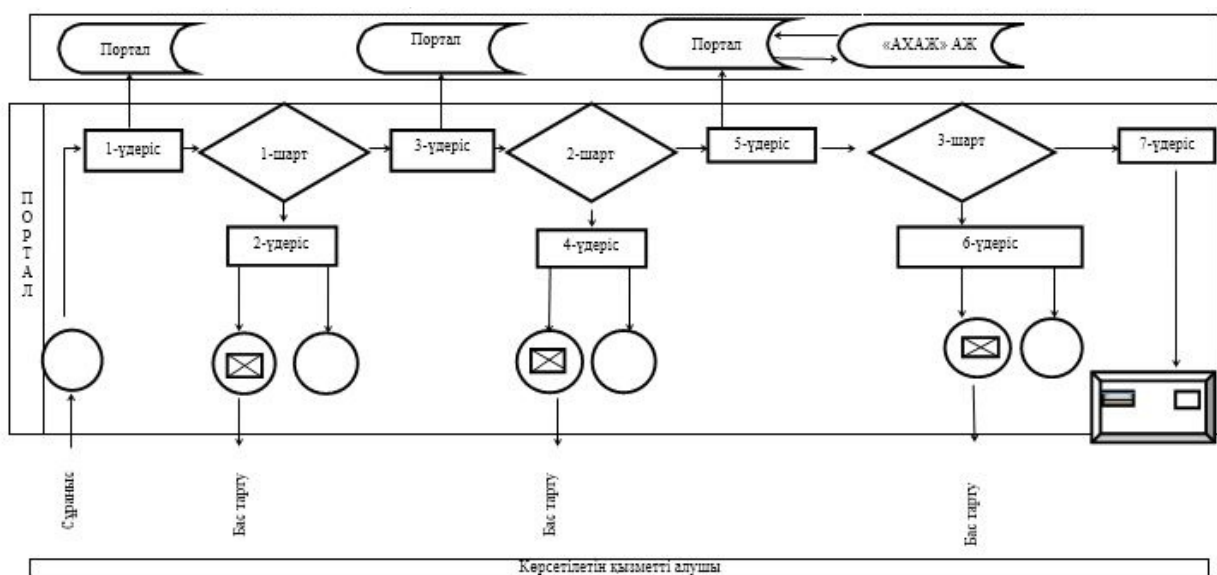 Портал
Портал
Портал
«АХАЖ» АЖ
ПОРТАЛ
1-үдеріс
1-шарт
3-үдеріс
2-шарт
5-үдеріс
3-шарт
7-үдеріс
2-үдеріс
4-үдеріс
6-үдеріс
Сұраныс
Бас тарту
Бас тарту
Бас тарту
Көрсетілетін қызметті алушы